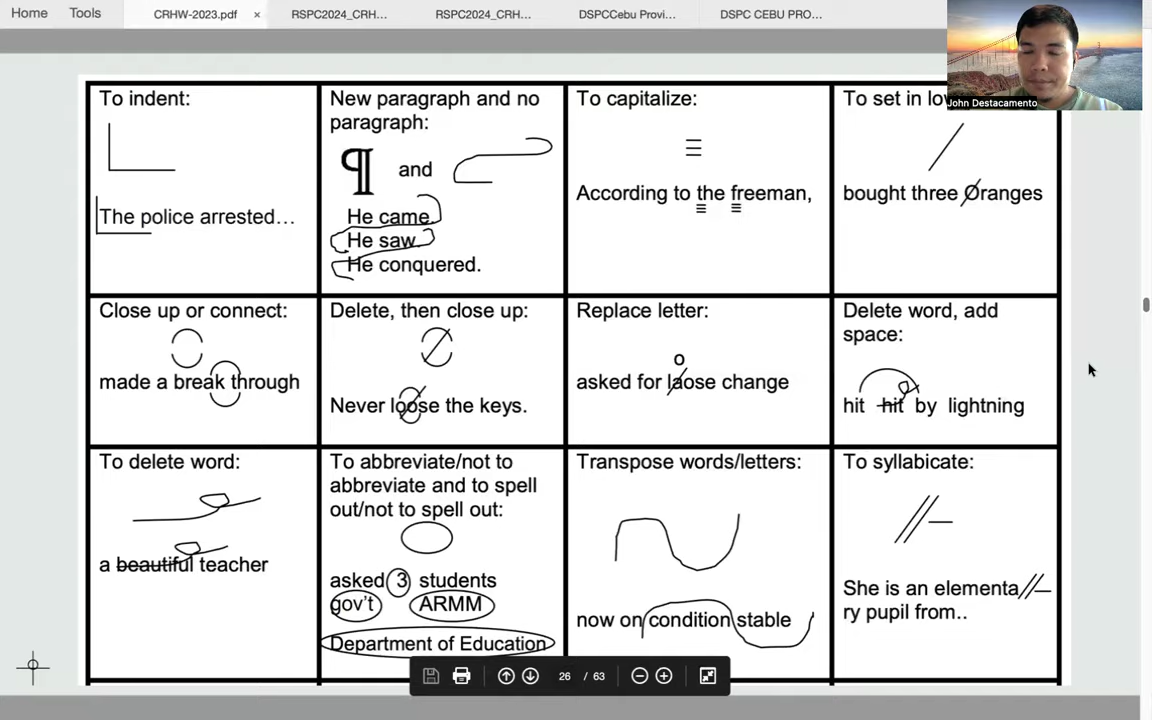 Home Tools CRHW-2023.pdf × RSPC2024_CRH... RSPC2024_CRH... DSPCCebu Provi... DSPC CEBU PRO...
John Destacamento
To indent:
The police arrested…
New paragraph and no
paragraph:
¶ and
He came
He saw.
He conquered.
To capitalize:
According to the freeman,
To set in
bought three Oranges
Close up or connect:
made a break through
Delete, then close up:
Never loose the keys.
Replace letter:
o
asked for laose change
Delete word, add
space:
hit hit by lightning
To delete word:
a beautiful teacher
To abbreviate/not to
abbreviate and to spell
out/not to spell out:
asked 3 students
gov't ARMM
Department of Education
Transpose words/letters:
now on condition stable
To syllabicate:
She is an elementa
ry pupil from..
26 / 63